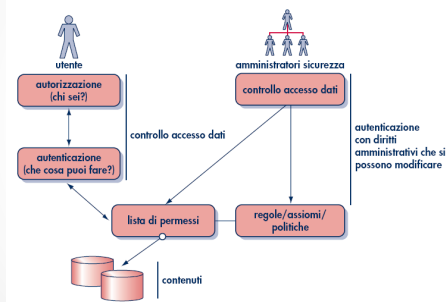 utente
autorizzazione
(chi sei?)
autenticazione
(che cosa puoi fare?)
controllo accesso dati
amministratori sicurezza
controllo accesso dati
autenticazione
con diritti
amministrativi che si
possono modificare
lista di permessi
regole/assiomi/
politiche
contenuti